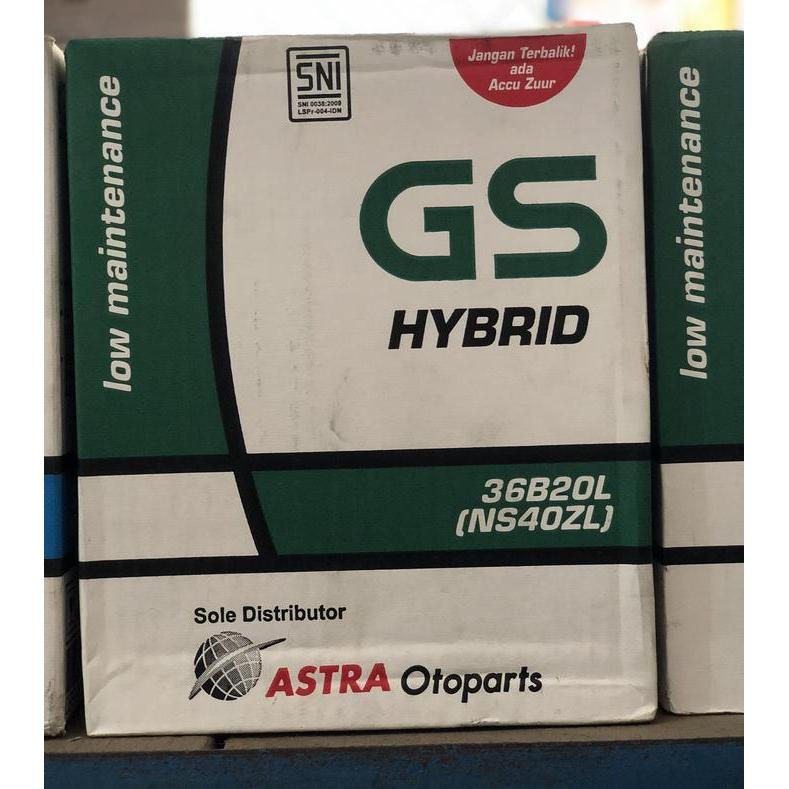 SNI
SNI 0038:2009
LSPr-004-IDN
Jangan Terbalik!
ada
Accu Zuur
low maintenance
GS
HYBRID
36B20L
(NS40ZL)
Sole Distributor
ASTRA Otoparts
low maintenance